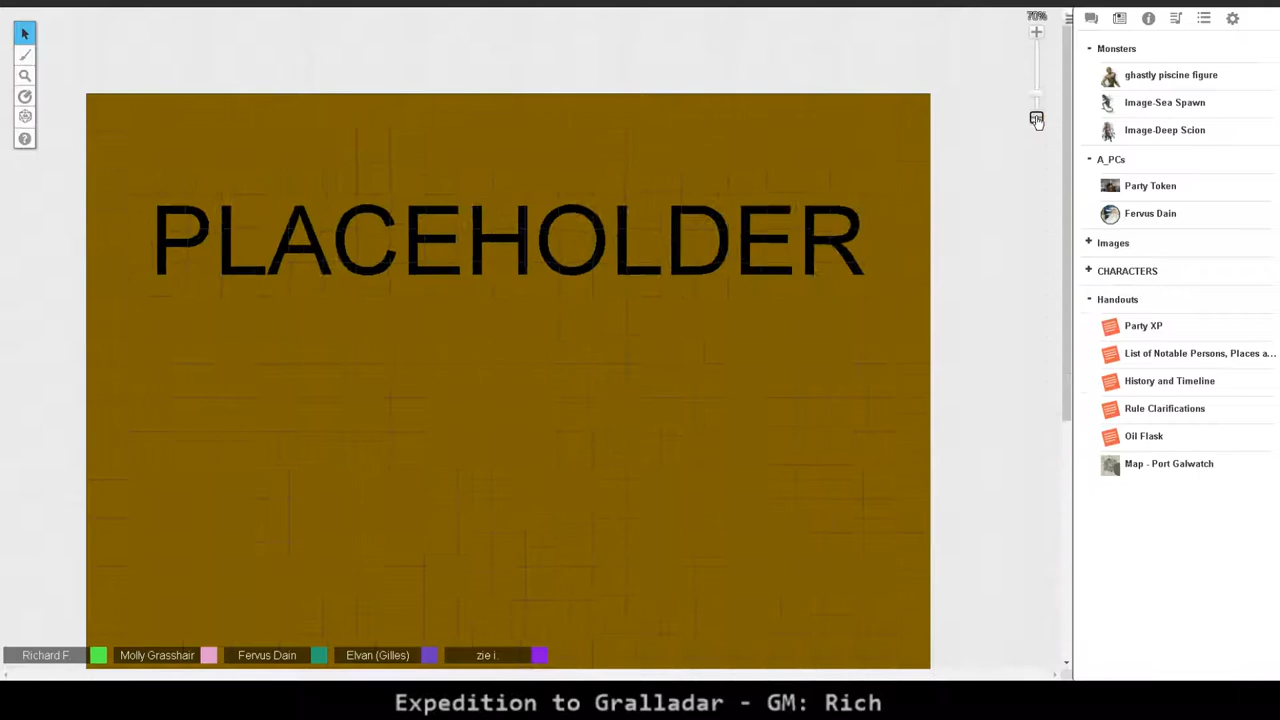 70%
Monsters
ghastly piscine figure
Image-Sea Spawn
Image-Deep Scion
A_PCs
Party Token
Fervus Dain
Images
CHARACTERS
Handouts
Party XP
List of Notable Persons, Places a...
History and Timeline
Rule Clarifications
Oil Flask
Map - Port Galwatch
PLACEHOLDER
Richard F
Molly Grasshair
Fervus Dain
Elvan (Gilles)
zie i.
Expedition to Gralladar - GM: Rich